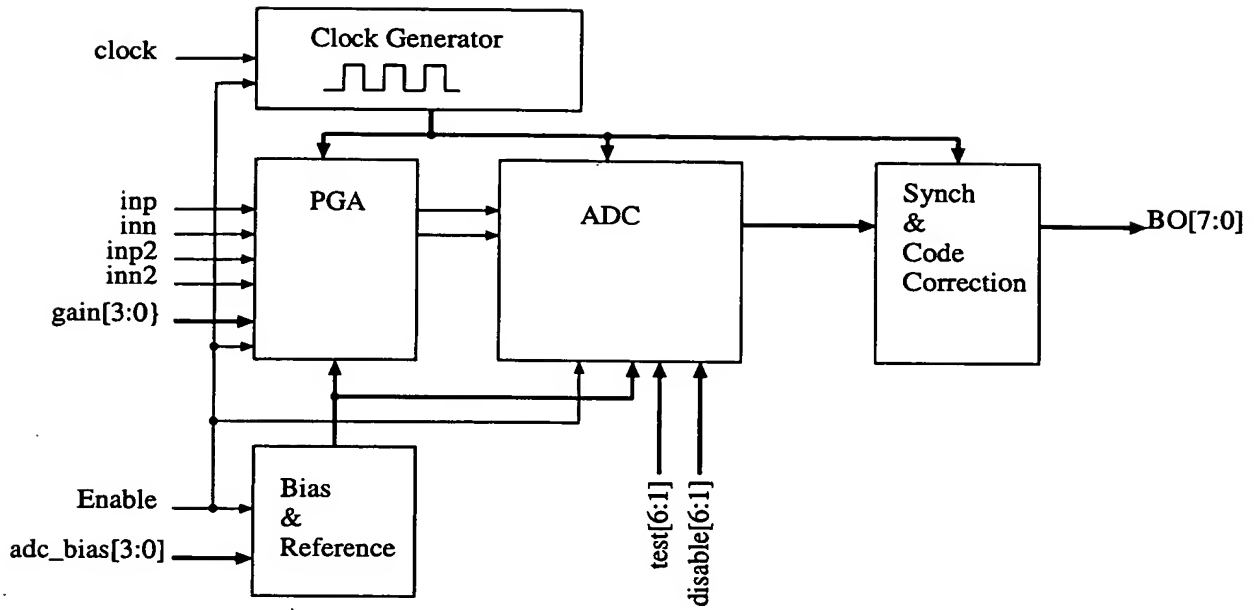 Clock Generator
clock
PGA
ADC
Synch
&
Code
Correction
inp
inn
inp2
inn2
gain[3:0}
BO[7:0]
Enable
adc_bias[3:0]
Bias
&
Reference
test[6:1]
disable[6:1]